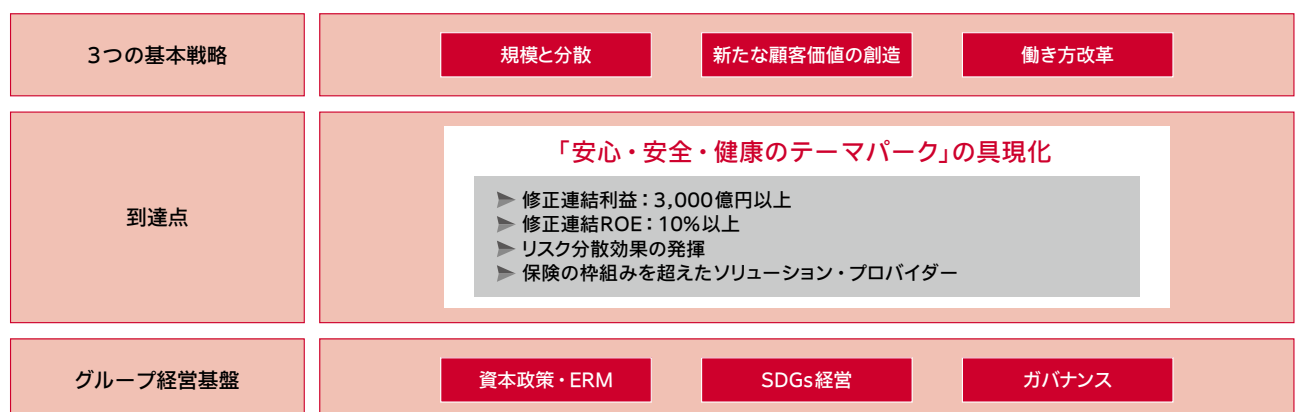 3つの基本戦略
規模と分散
新たな顧客価値の創造
働き方改革
到達点
「安心・安全・健康のテーマパーク」の具現化
修正連結利益：3,000億円以上
修正連結ROE：10%以上
リスク分散効果の発揮
保険の枠組みを超えたソリューション・プロバイダー
グループ経営基盤
資本政策・ERM
SDGs経営
ガバナンス